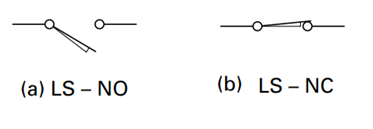 (a) LS – NO
(b) LS – NC